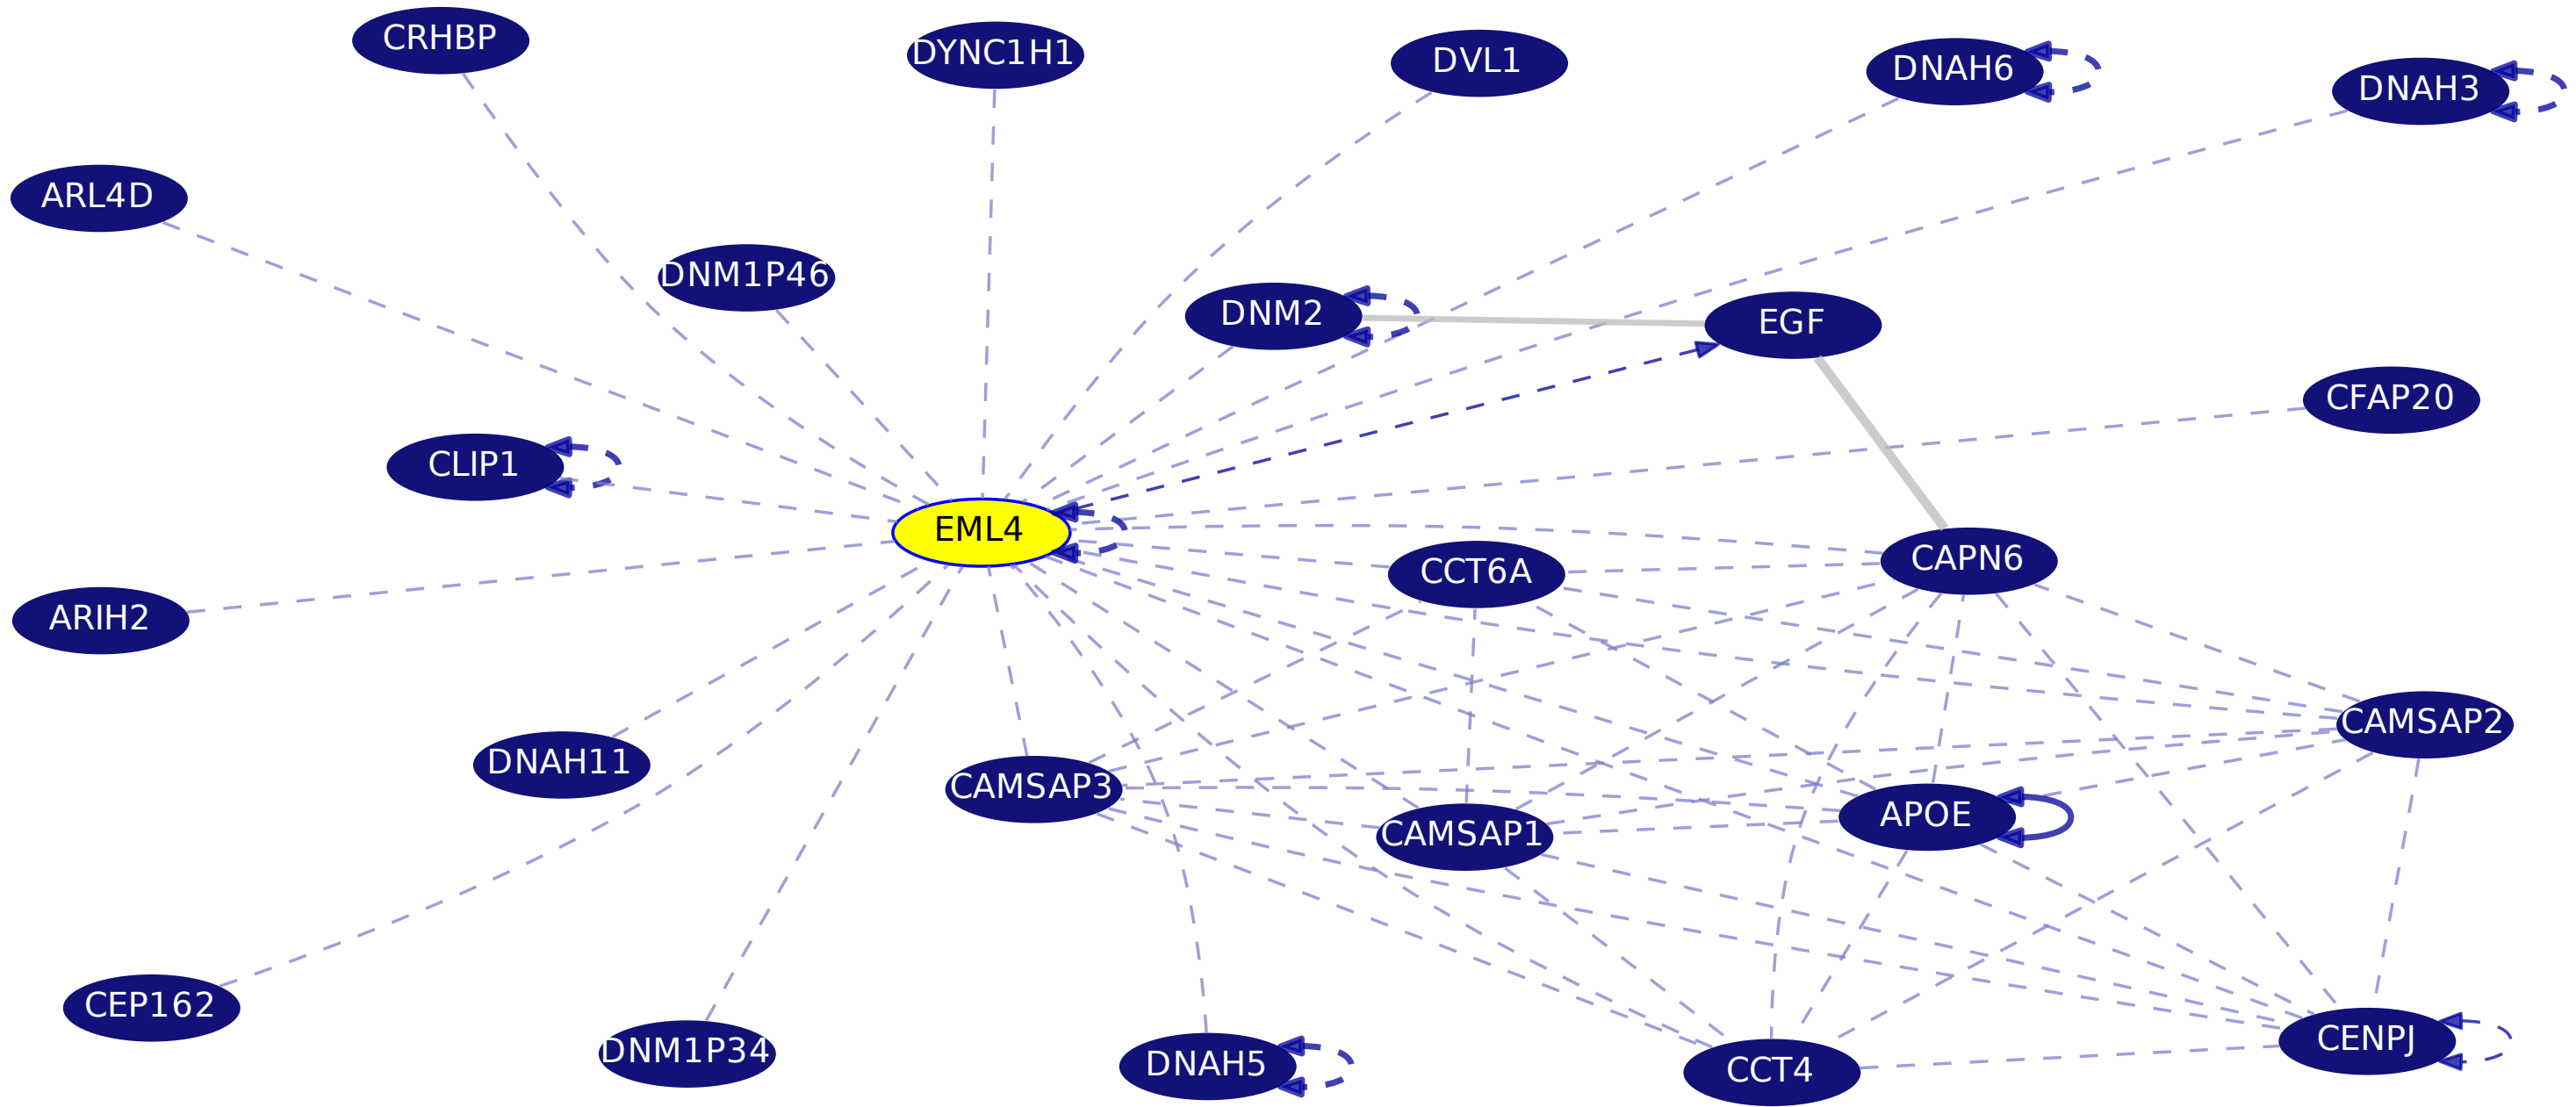 CRHBP
DYNC1H1
DVL1
DNAH6
DNAH3
ARL4D
DNM1P46
DNM2
EGF
CFAP20
CLIP1
EML4
CCT6A
CAPN6
ARIH2
CAMSAP2
DNAH11
CAMSAP3
CAMSAP1
APOE
CEP162
DNM1P34
DNAH5
CCT4
CENPJ